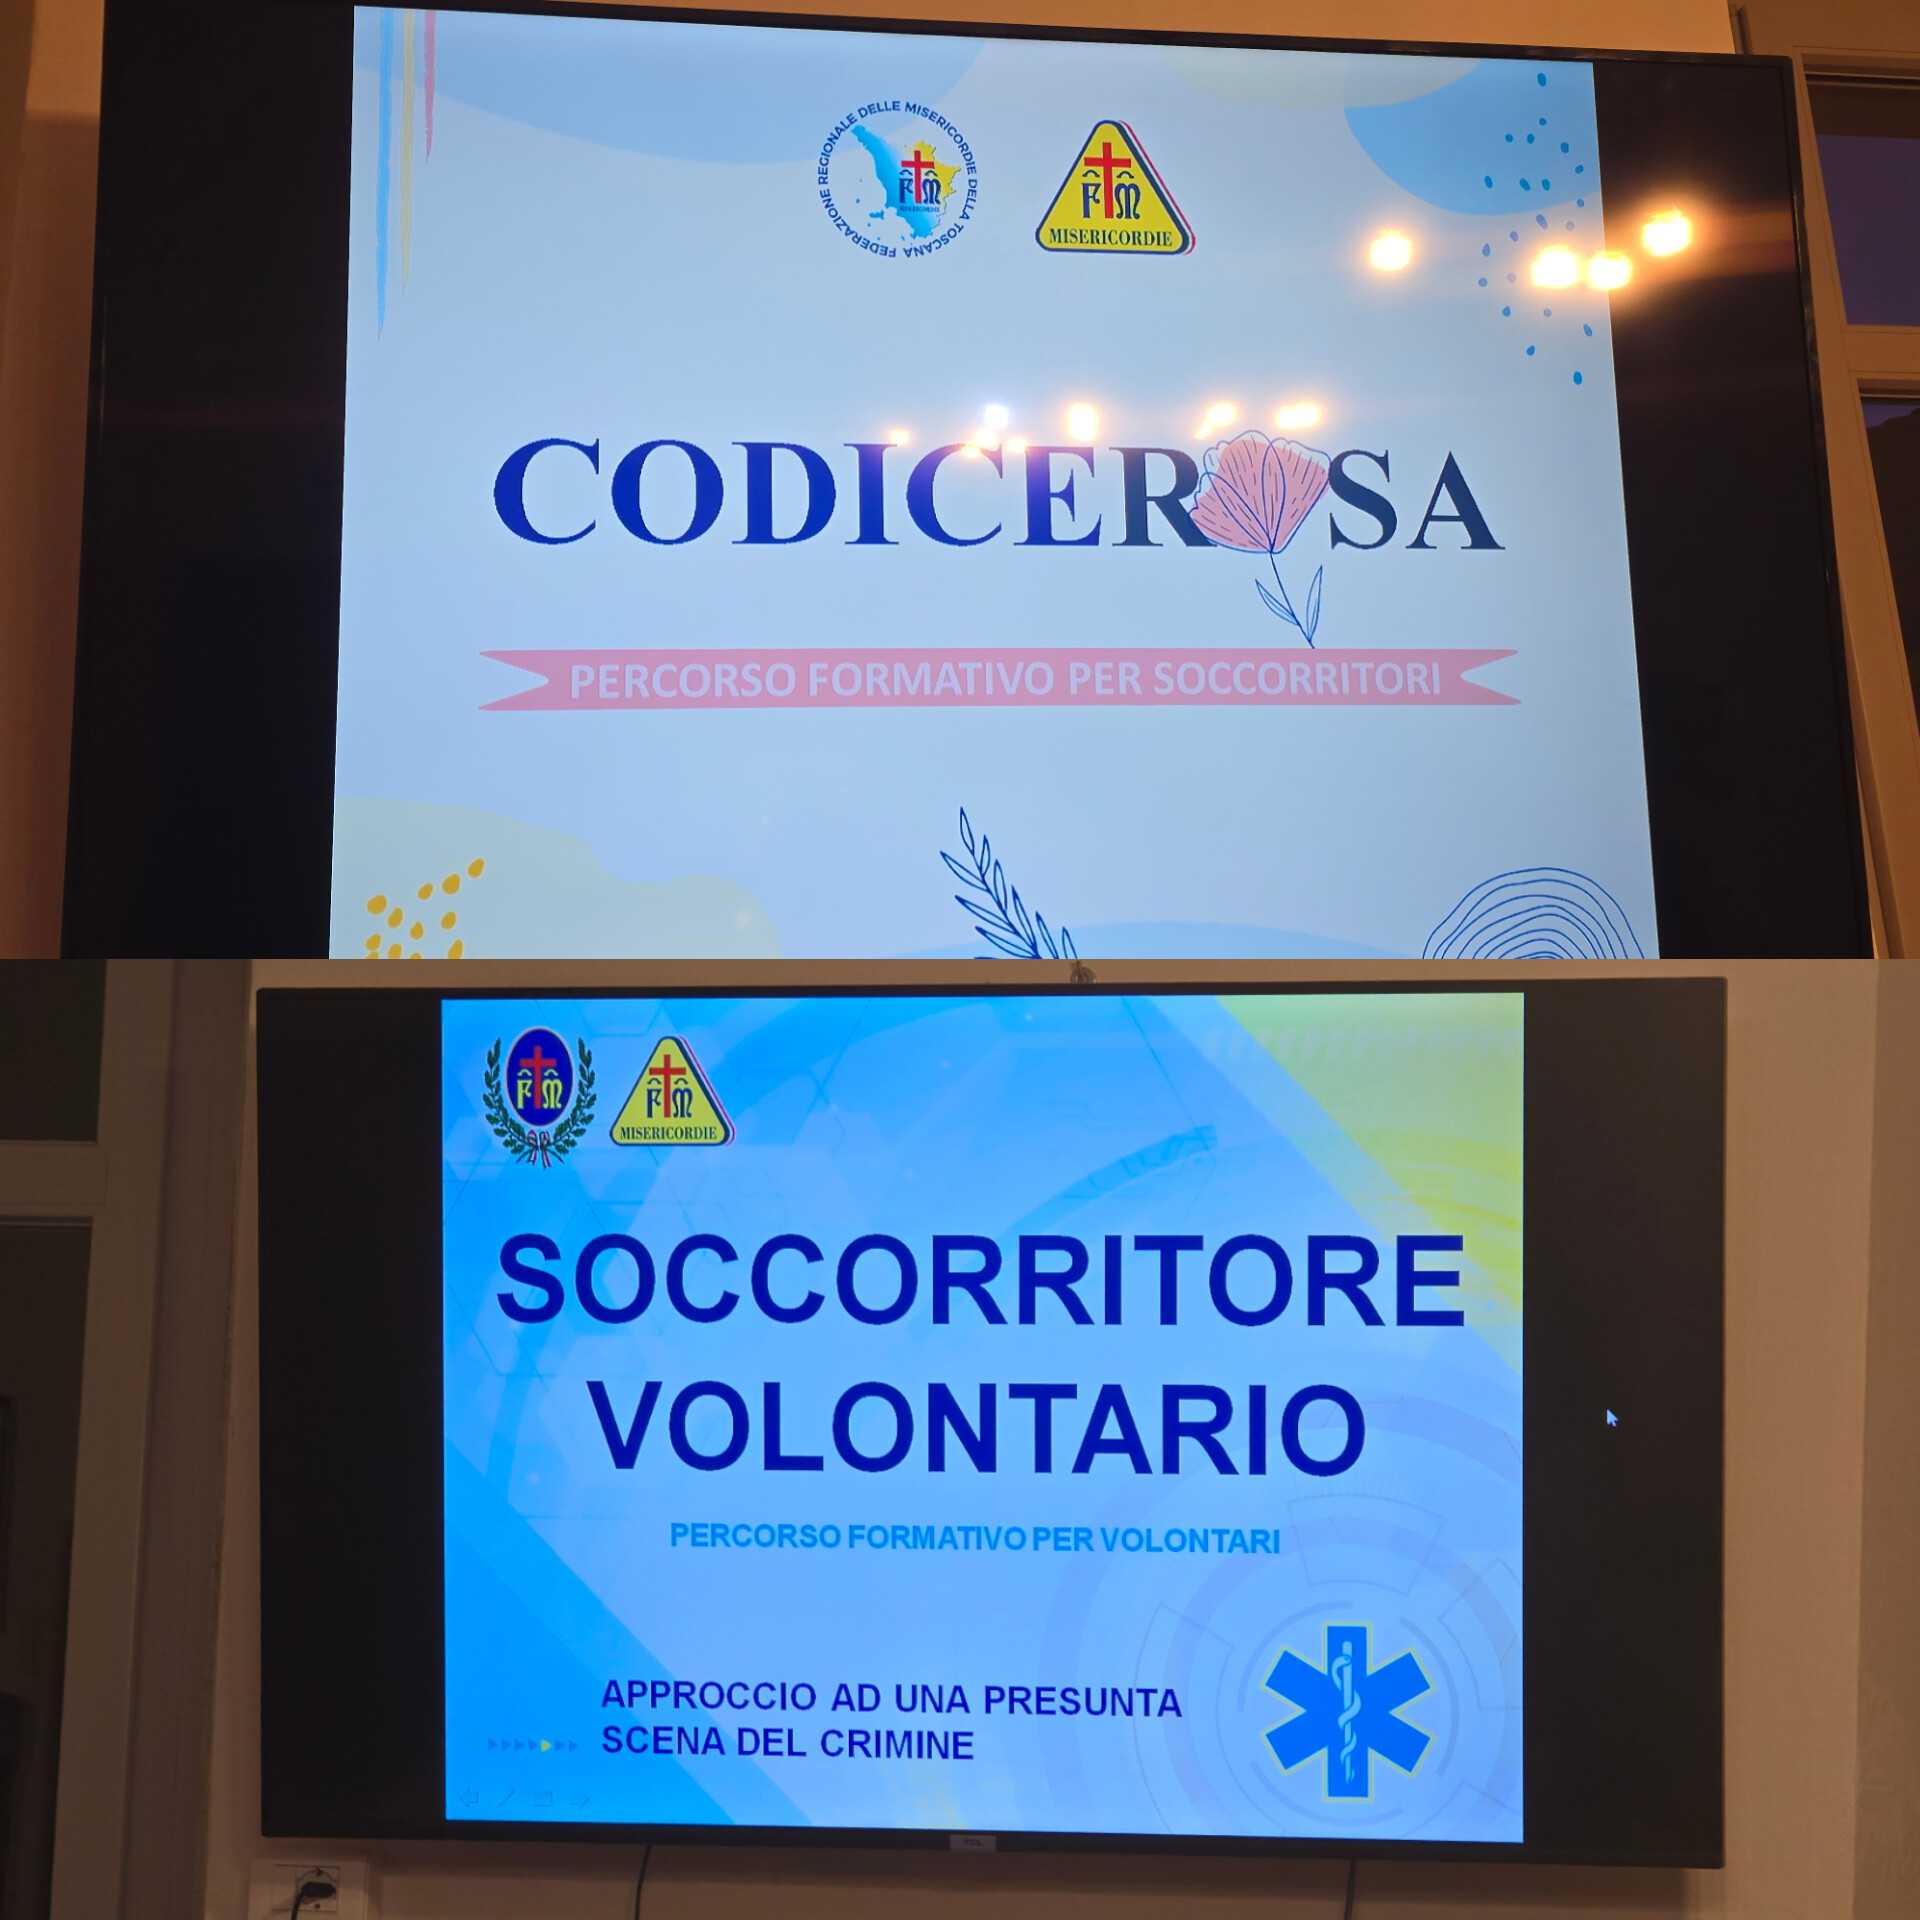 FEDERAZIONE REGIONALE DELLE MISERICORDIE DELLA TOSCANA
MISERICORDIE
CODICEROSA
PERCORSO FORMATIVO PER SOCCORRITORI
MISERICORDIE
SOCCORRITORE
VOLONTARIO
PERCORSO FORMATIVO PER VOLONTARI
APPROCCIO AD UNA PRESUNTA
SCENA DEL CRIMINE
TCL